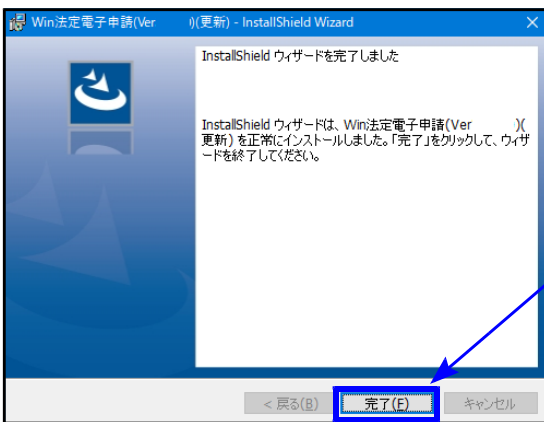 Win法定電子申請(Ver )(更新) - InstallShield Wizard
InstallShield ウィザードを完了しました
InstallShield ウィザードは、Win法定電子申請(Ver )(
更新) を正常にインストールしました。「完了」をクリックして、ウィザ
ードを終了してください。
< 戻る(B) 完了(F) キャンセル